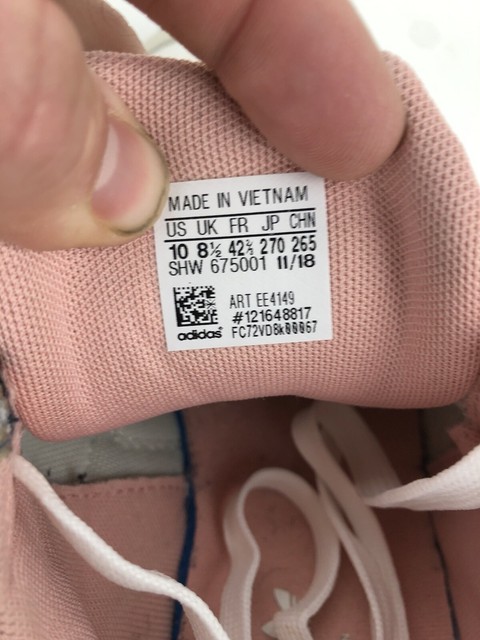 MADE IN VIETNAM
US UK FR JP CHN
10 8½ 42⅔ 270 265
SHW 675001 11/18
ART EE4149
#121648817
adidas FC72VD8k00067